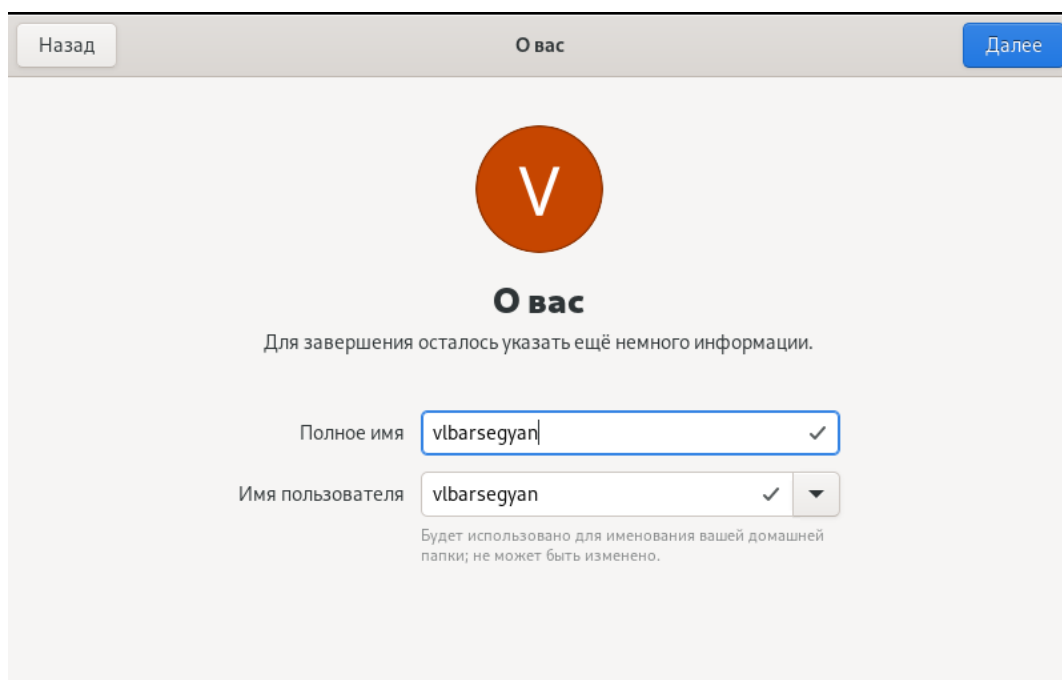 Назад
О вас
Далее
V
О вас
Для завершения осталось указать ещё немного информации.
Полное имя
vlbarsegyan
Имя пользователя
vlbarsegyan
Будет использовано для именования вашей домашней
папки; не может быть изменено.